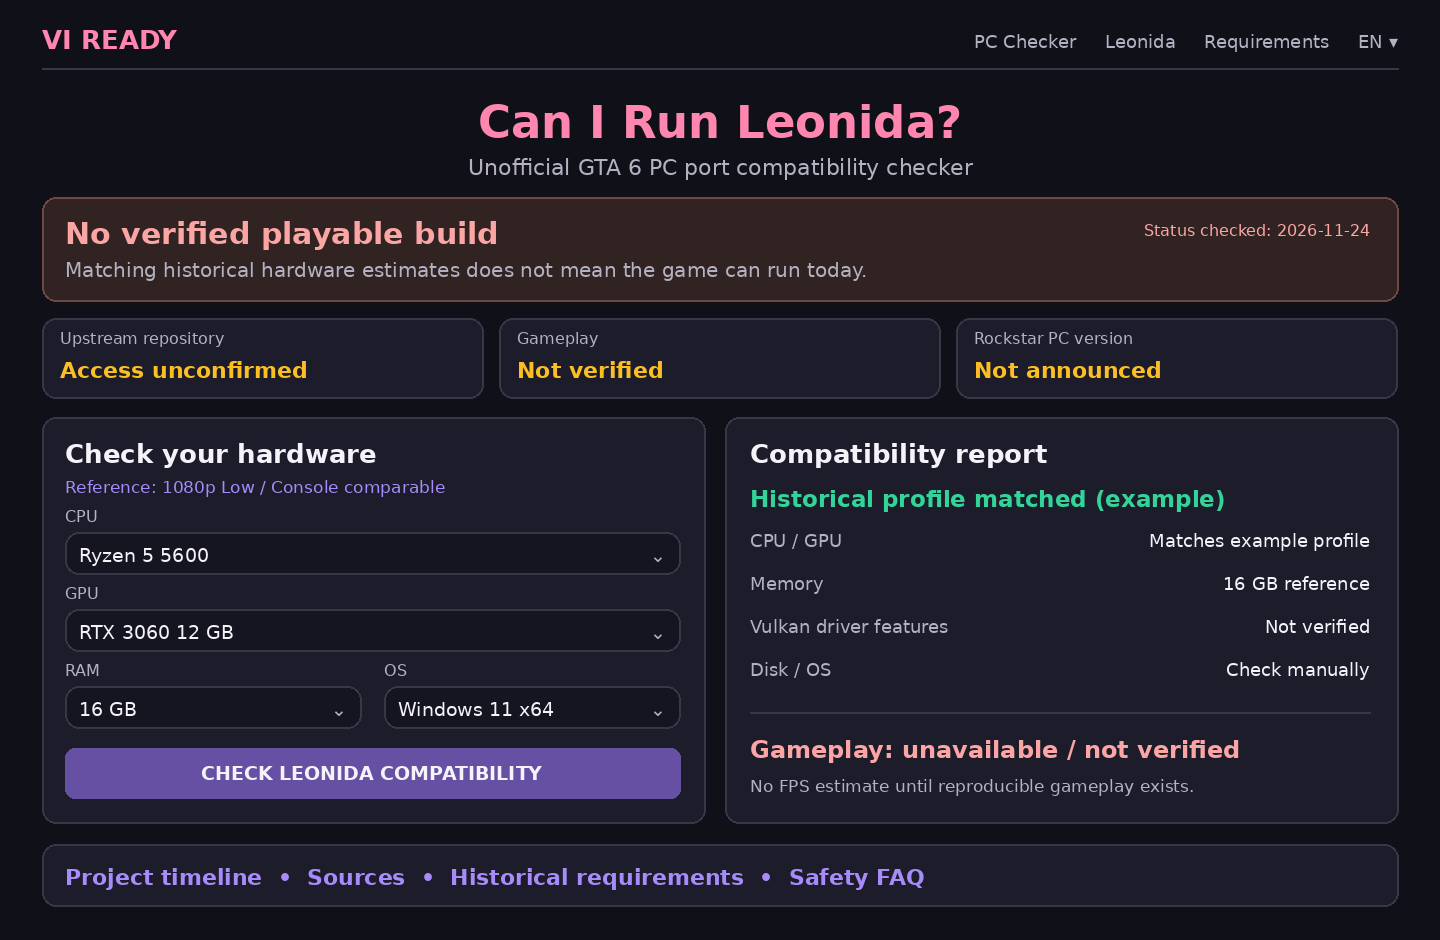 VI READY
PC Checker Leonida Requirements EN ▾
Can I Run Leonida?
Unofficial GTA 6 PC port compatibility checker
No verified playable build
Status checked: 2026-11-24
Matching historical hardware estimates does not mean the game can run today.
Upstream repository
Access unconfirmed
Gameplay
Not verified
Rockstar PC version
Not announced
Check your hardware
Reference: 1080p Low / Console comparable
CPU
Ryzen 5 5600
GPU
RTX 3060 12 GB
RAM
16 GB
OS
Windows 11 x64
CHECK LEONIDA COMPATIBILITY
Compatibility report
Historical profile matched (example)
CPU / GPU Matches example profile
Memory 16 GB reference
Vulkan driver features Not verified
Disk / OS Check manually
Gameplay: unavailable / not verified
No FPS estimate until reproducible gameplay exists.
Project timeline • Sources • Historical requirements • Safety FAQ